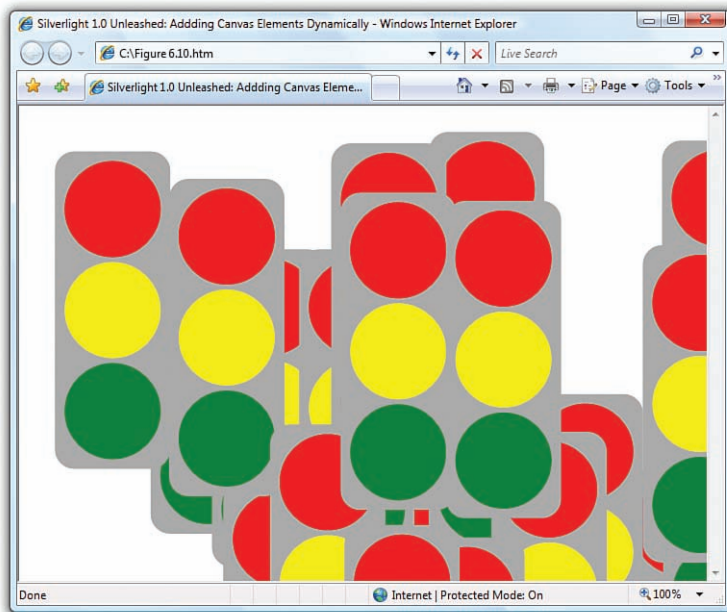 Silverlight 1.0 Unleashed: Addding Canvas Elements Dynamically - Windows Internet Explorer
C:\Figure 6.10.htm
Live Search
Silverlight 1.0 Unleashed: Addding Canvas Eleme...
Page
Tools
Done
Internet | Protected Mode: On
100%